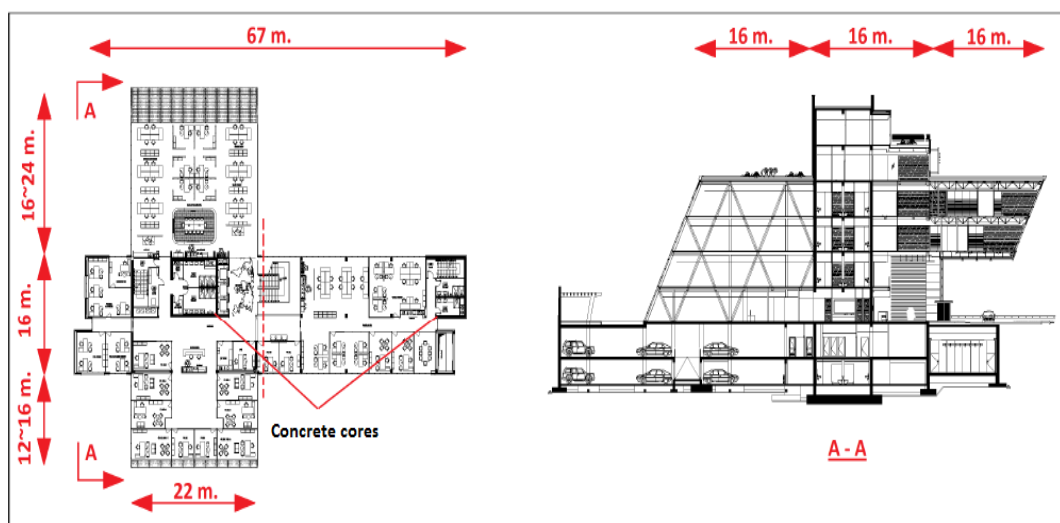 67 m.
16 m.
16 m.
16 m.
A
16~24 m.
16 m.
12~16 m.
Concrete cores
A
A - A
22 m.